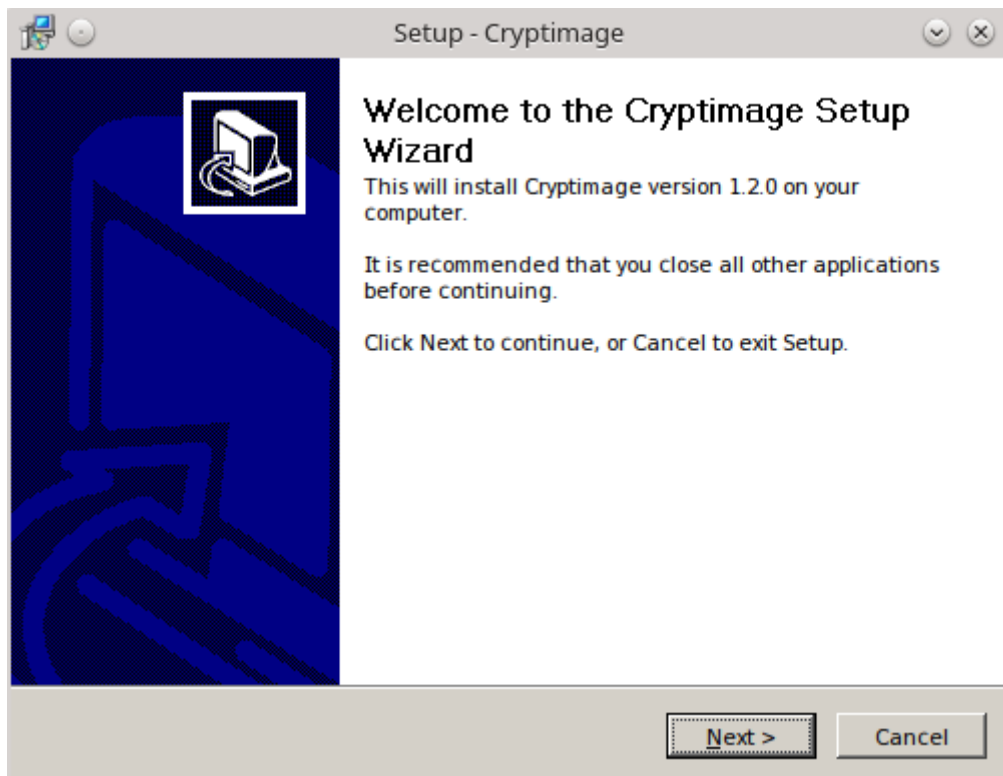 Setup - Cryptimage
Welcome to the Cryptimage Setup
Wizard
This will install Cryptimage version 1.2.0 on your
computer.
It is recommended that you close all other applications
before continuing.
Click Next to continue, or Cancel to exit Setup.
Next >
Cancel